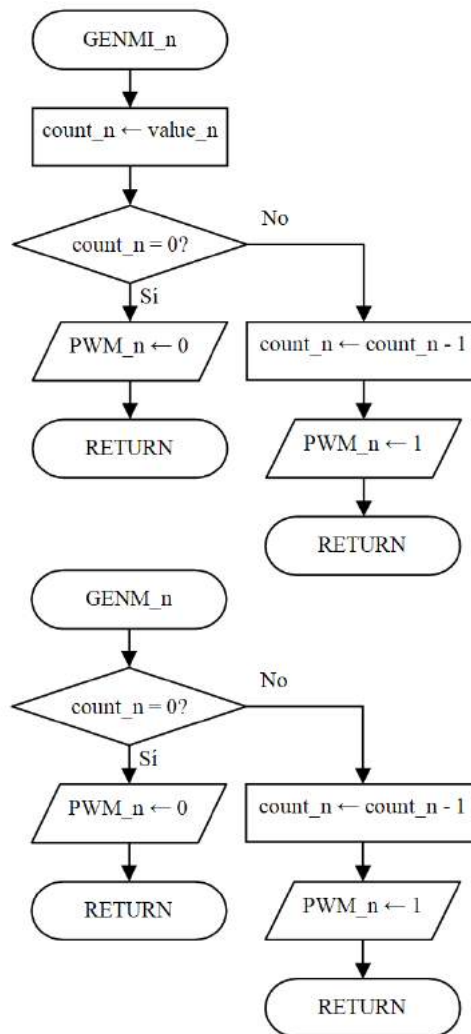 GENMI_n
count_n ← value_n
count_n = 0?
No
Sí
PWM_n ← 0
count_n ← count_n - 1
RETURN
PWM_n ← 1
RETURN
GENM_n
count_n = 0?
No
Sí
PWM_n ← 0
count_n ← count_n - 1
RETURN
PWM_n ← 1
RETURN